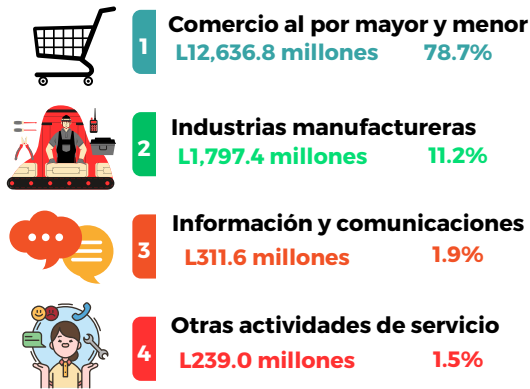 1
Comercio al por mayor y menor
L12,636.8 millones 78.7%
2
Industrias manufactureras
L1,797.4 millones 11.2%
3
Información y comunicaciones
L311.6 millones 1.9%
4
Otras actividades de servicio
L239.0 millones 1.5%